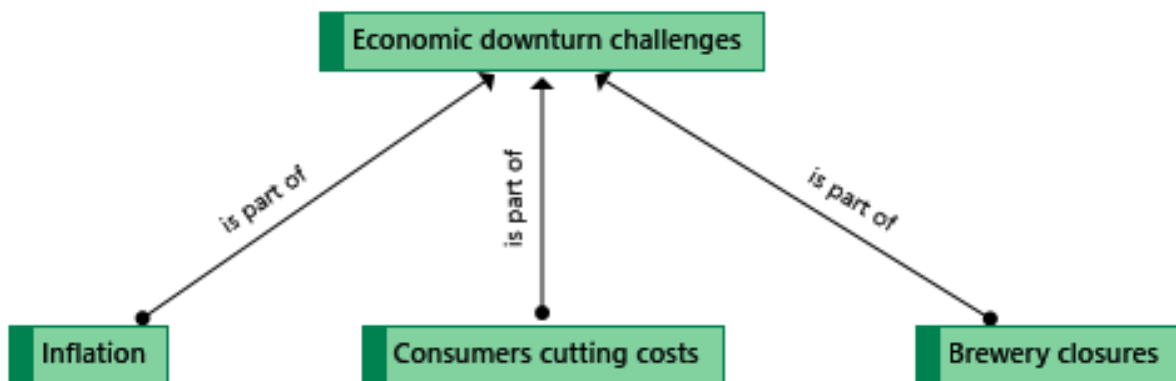 Economic downturn challenges
is part of
is part of
is part of
Inflation
Consumers cutting costs
Brewery closures